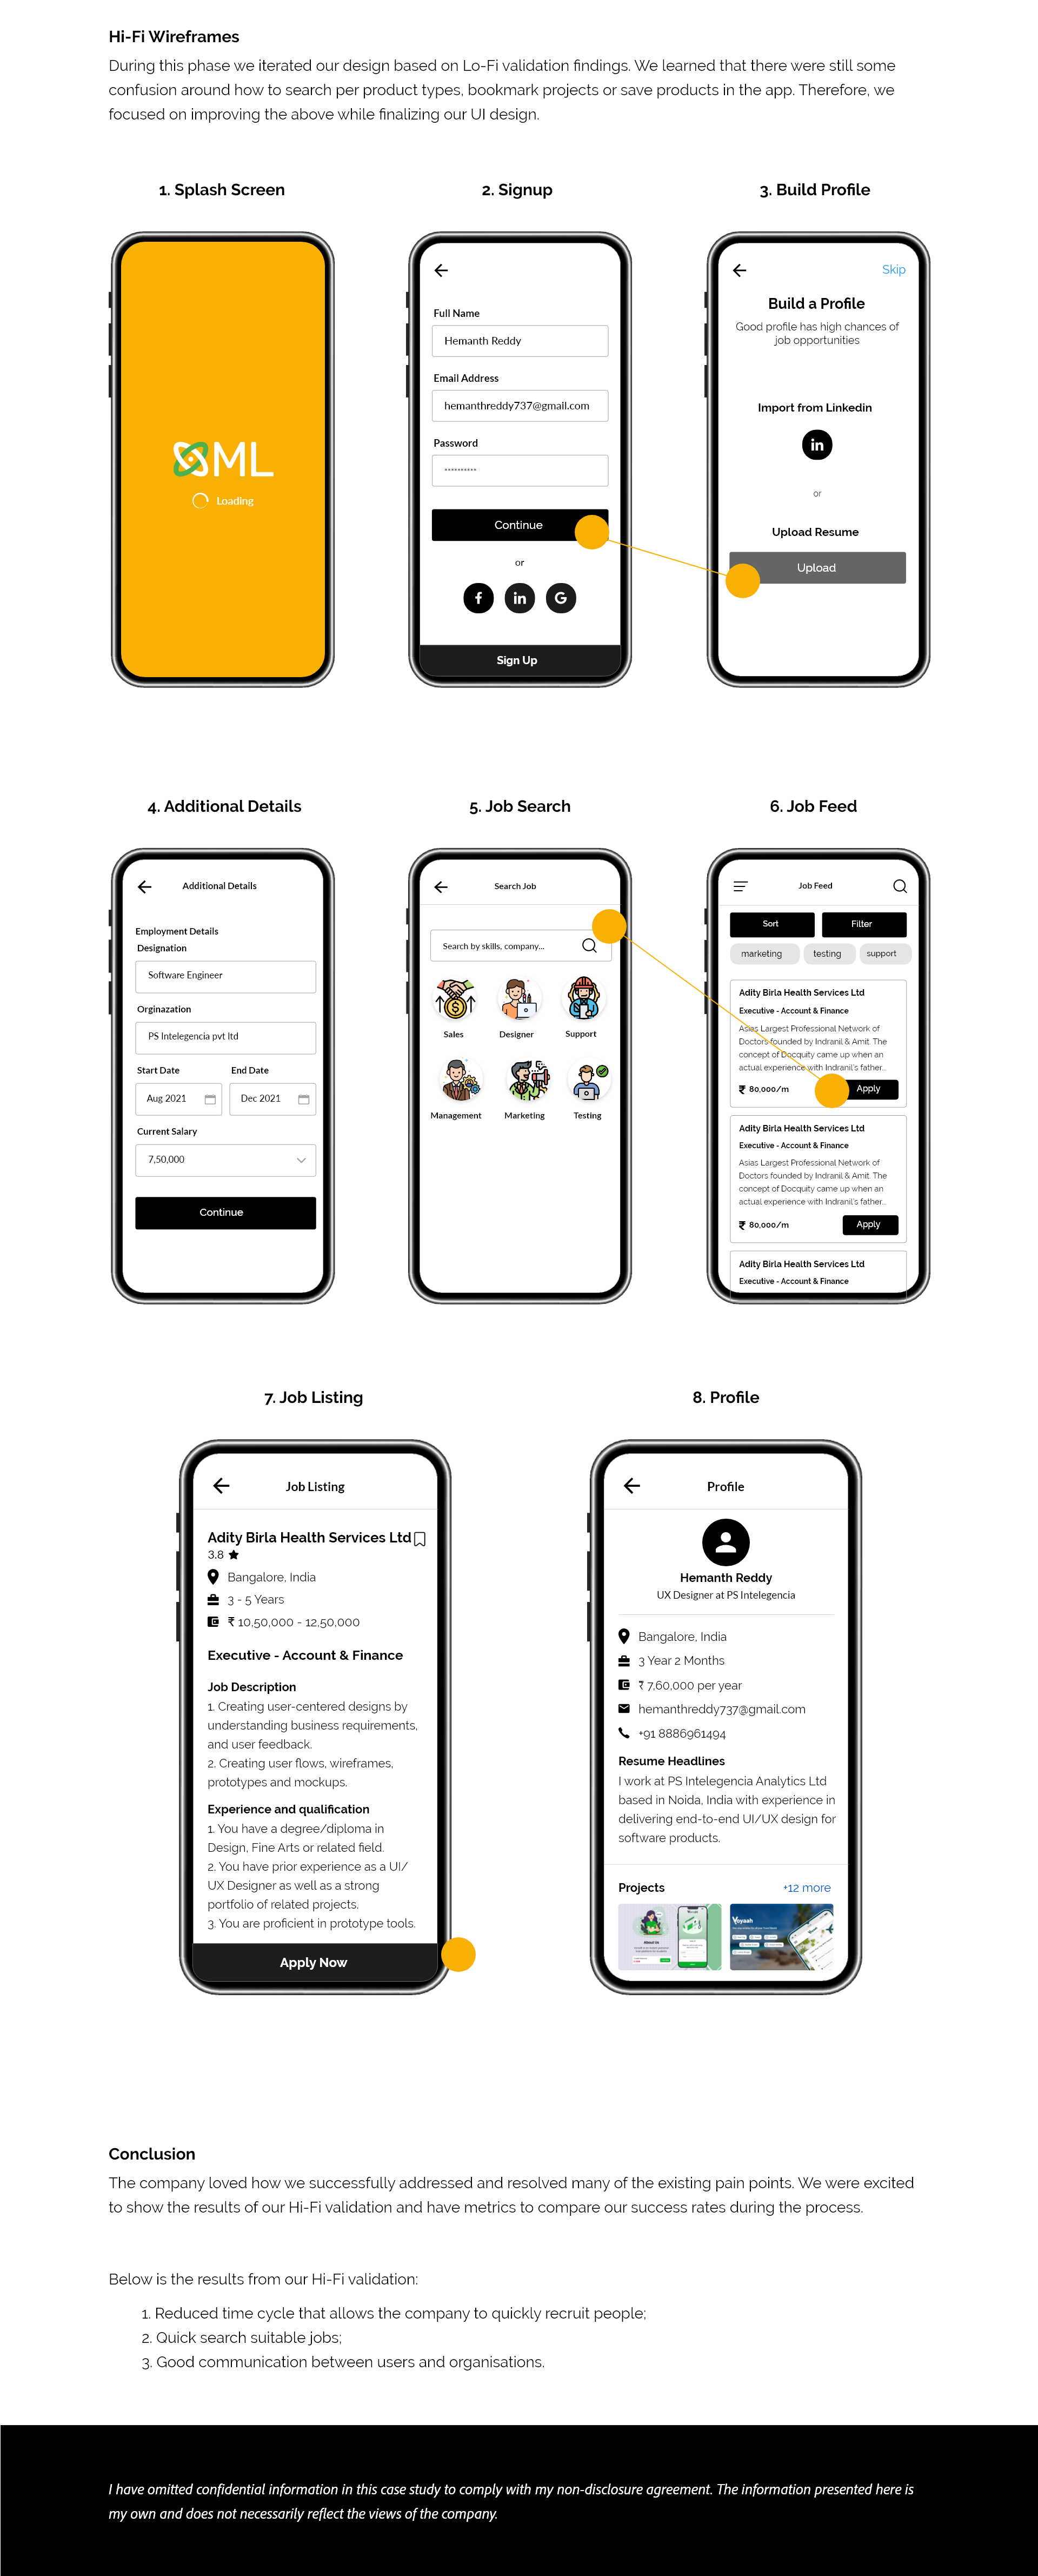 Hi-Fi Wireframes
During this phase we iterated our design based on Lo-Fi validation findings. We learned that there were still some
confusion around how to search per product types, bookmark projects or save products in the app. Therefore, we
focused on improving the above while finalizing our UI design.
1. Splash Screen
ML
Loading
2. Signup
Full Name
Hemanth Reddy
Email Address
hemanthreddy737@gmail.com
Password
**********
Continue
or
f in G
Sign Up
3. Build Profile
Skip
Build a Profile
Good profile has high chances of
job opportunities
Import from Linkedin
in
or
Upload Resume
Upload
4. Additional Details
Additional Details
Employment Details
Designation
Software Engineer
Orginazation
PS Intelegencia pvt ltd
Start Date End Date
Aug 2021 Dec 2021
Current Salary
7,50,000
Continue
5. Job Search
Search Job
Search by skills, company...
Sales Designer Support
Management Marketing Testing
6. Job Feed
Job Feed
Sort Filter
marketing testing support
Adity Birla Health Services Ltd
Executive - Account & Finance
Asias Largest Professional Network of
Doctors founded by Indranil & Amit. The
concept of Docquity came up when an
actual experience with Indranil's father...
₹ 80,000/m Apply
Adity Birla Health Services Ltd
Executive - Account & Finance
Asias Largest Professional Network of
Doctors founded by Indranil & Amit. The
concept of Docquity came up when an
actual experience with Indranil's father...
₹ 80,000/m Apply
Adity Birla Health Services Ltd
Executive - Account & Finance
7. Job Listing
Job Listing
Adity Birla Health Services Ltd
3.8
Bangalore, India
3 - 5 Years
₹ 10,50,000 - 12,50,000
Executive - Account & Finance
Job Description
1. Creating user-centered designs by
understanding business requirements,
and user feedback.
2. Creating user flows, wireframes,
prototypes and mockups.
Experience and qualification
1. You have a degree/diploma in
Design, Fine Arts or related field.
2. You have prior experience as a UI/
UX Designer as well as a strong
portfolio of related projects.
3. You are proficient in prototype tools.
Apply Now
8. Profile
Profile
Hemanth Reddy
UX Designer at PS Intelegencia
Bangalore, India
3 Year 2 Months
₹ 7,60,000 per year
hemanthreddy737@gmail.com
+91 8886961494
Resume Headlines
I work at PS Intelegencia Analytics Ltd
based in Noida, India with experience in
delivering end-to-end UI/UX design for
software products.
Projects +12 more
About Us
Voyaah
Conclusion
The company loved how we successfully addressed and resolved many of the existing pain points. We were excited
to show the results of our Hi-Fi validation and have metrics to compare our success rates during the process.
Below is the results from our Hi-Fi validation:
1. Reduced time cycle that allows the company to quickly recruit people;
2. Quick search suitable jobs;
3. Good communication between users and organisations.
I have omitted confidential information in this case study to comply with my non-disclosure agreement. The information presented here is
my own and does not necessarily reflect the views of the company.